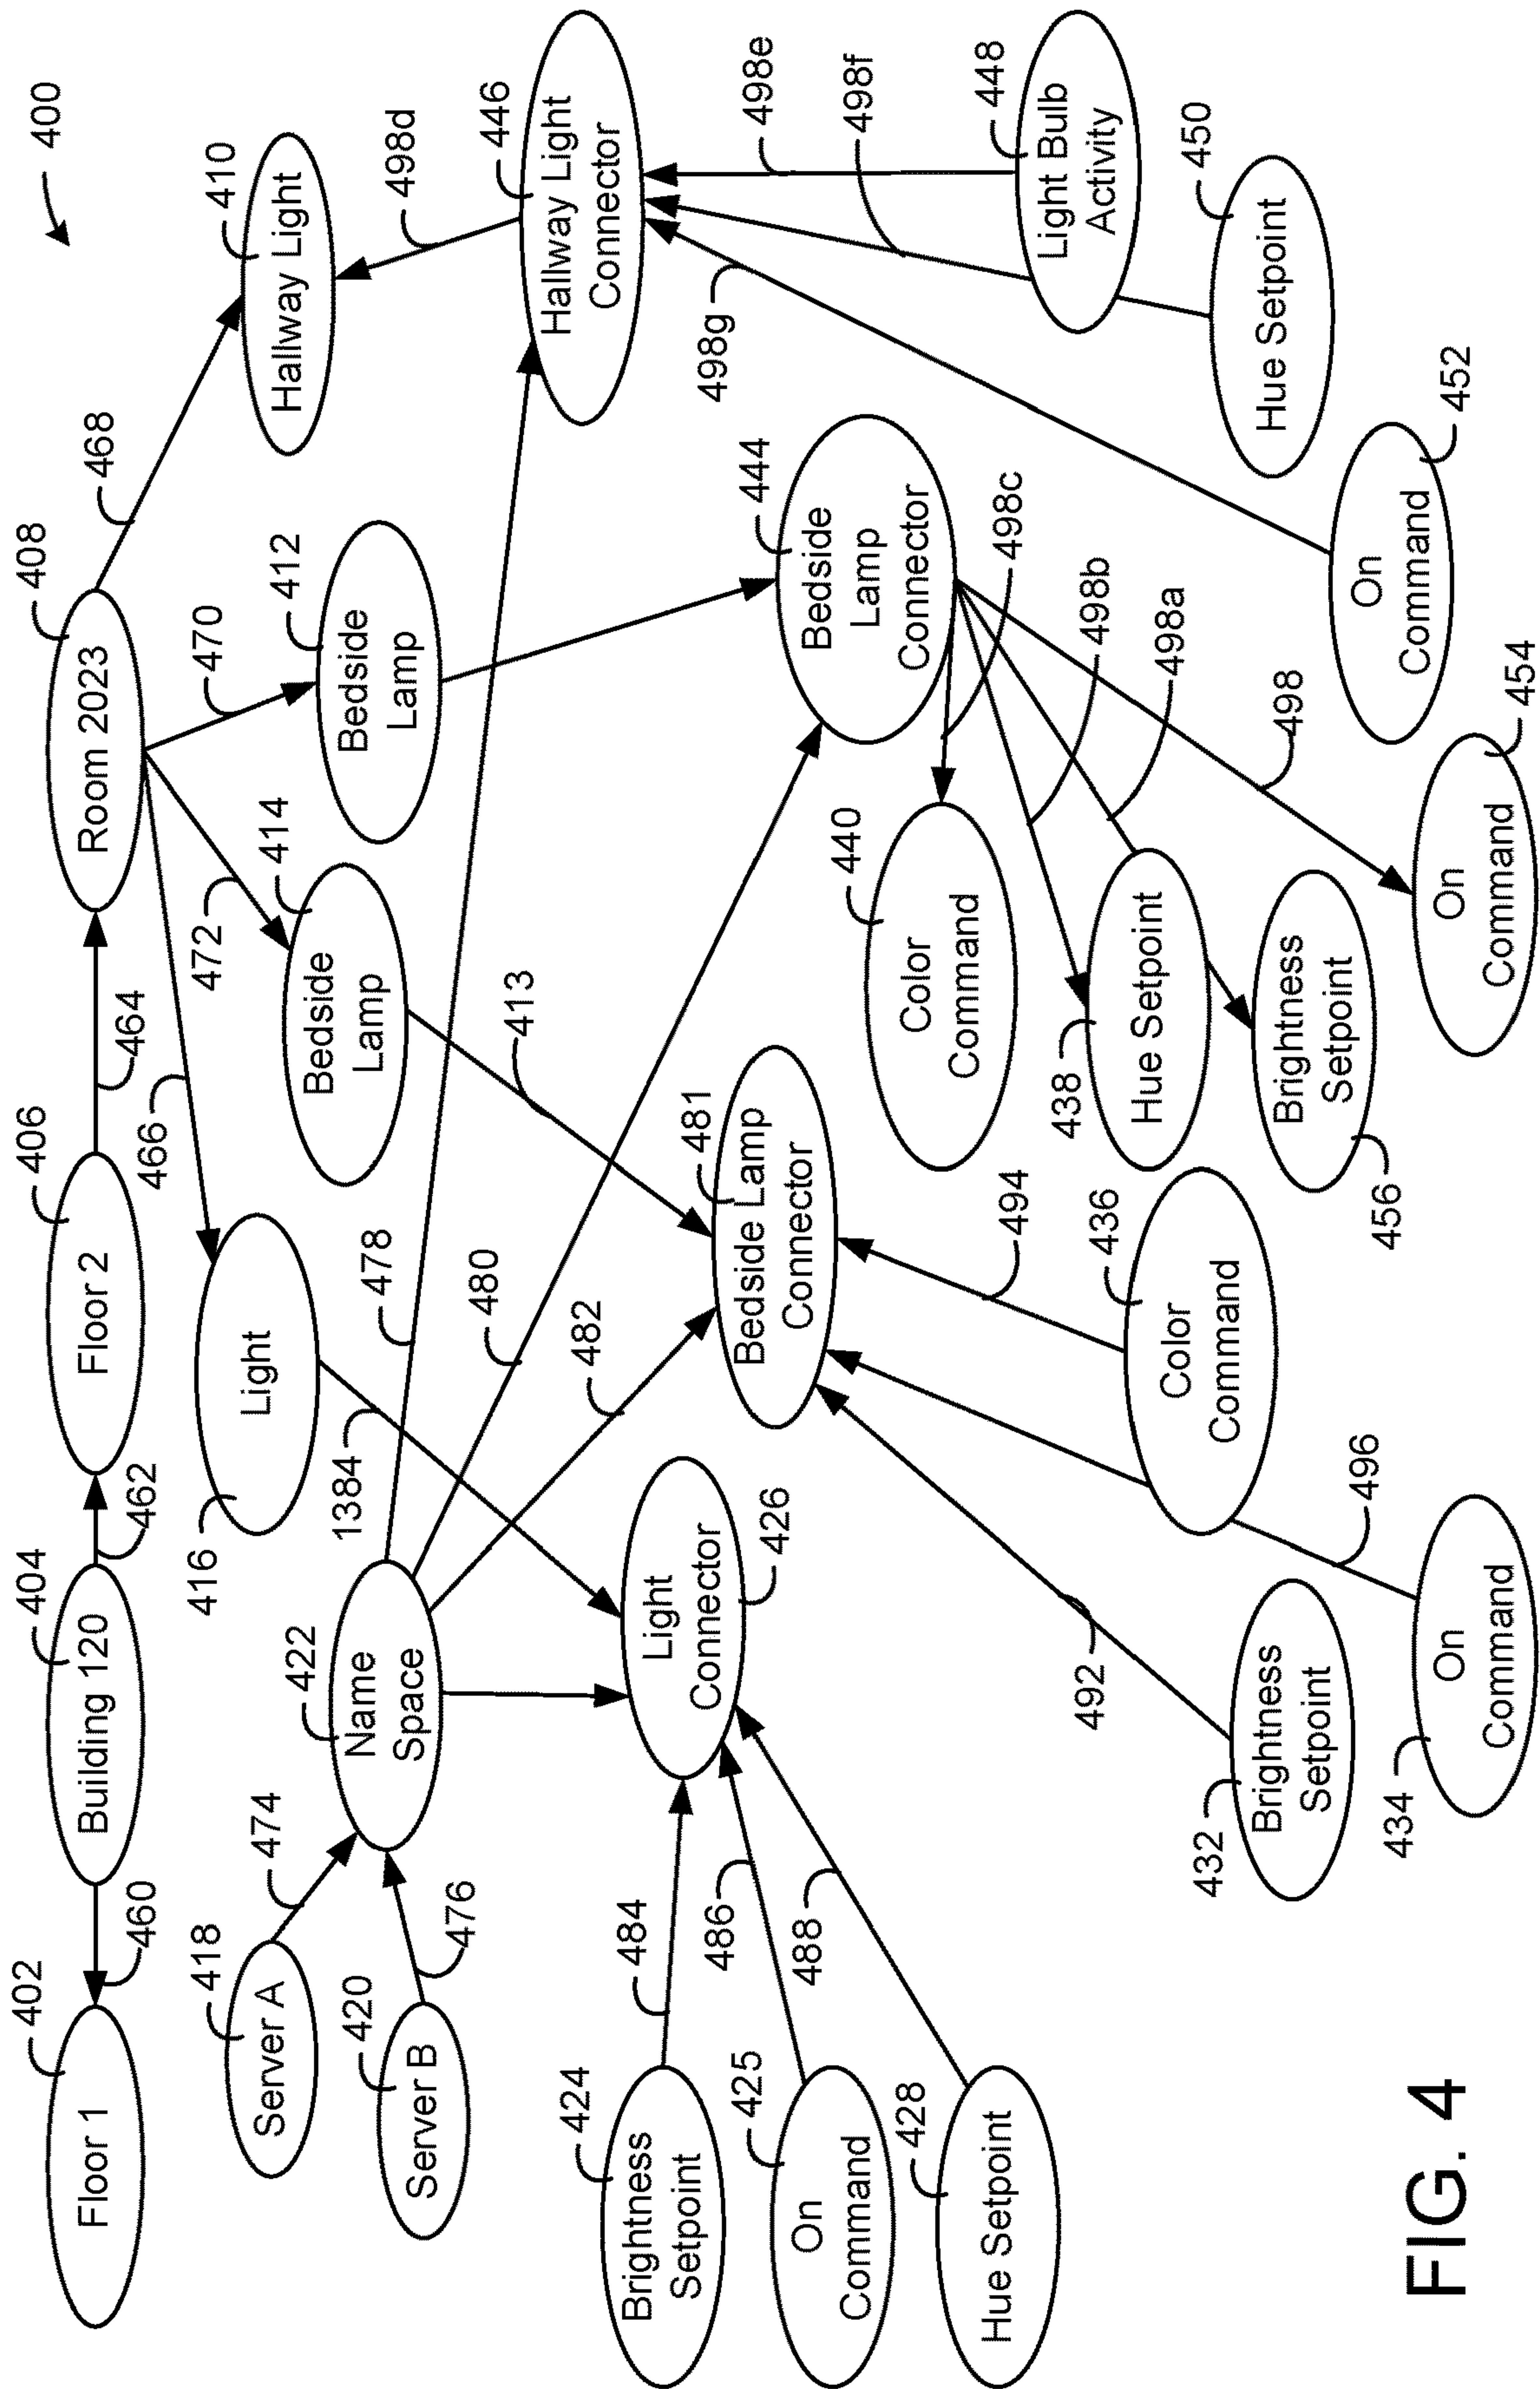 400
402
Floor 1
460
404
Building 120
462
406
Floor 2
464
408
Room 2023
468
410
Hallway Light
418
Server A
474
420
Server B
476
422
Name
Space
416
Light
466
472
414
Bedside
Lamp
470
412
Bedside
Lamp
498d
446
Hallway Light
Connector
478
480
482
1384
413
424
Brightness
Setpoint
484
425
On
Command
486
428
Hue Setpoint
488
Light
Connector
426
481
Bedside Lamp
Connector
444
Bedside
Lamp
Connector
498g
498e
498f
448
Light Bulb
Activity
450
Hue Setpoint
440
Color
Command
498c
498b
498a
498
438
Hue Setpoint
Brightness
Setpoint
456
494
436
Color
Command
492
496
432
Brightness
Setpoint
434
On
Command
On
Command
452
On
Command
454
FIG. 4